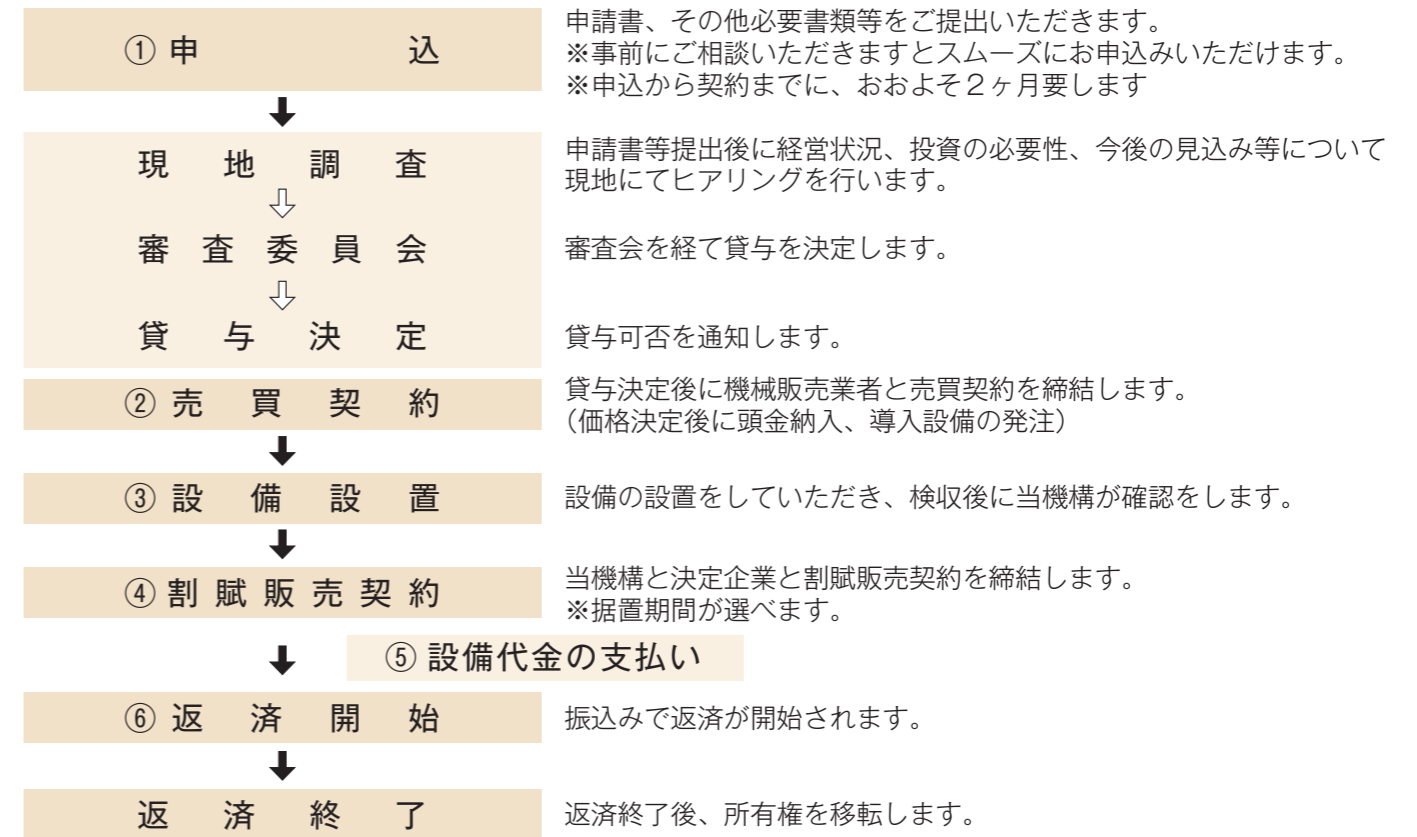 ①申込
申請書、その他必要書類等をご提出いただきます。
※事前にご相談いただきますとスムーズにお申込みいただけます。
※申込から契約までに、おおよそ２ヶ月要します
現地調査
申請書等提出後に経営状況、投資の必要性、今後の見込み等について
現地にてヒアリングを行います。
審査委員会
審査会を経て貸与を決定します。
貸与決定
貸与可否を通知します。
②売買契約
貸与決定後に機械販売業者と売買契約を締結します。
（価格決定後に頭金納入、導入設備の発注）
③設備設置
設備の設置をしていただき、検収後に当機構が確認をします。
④割賦販売契約
当機構と決定企業と割賦販売契約を締結します。
※据置期間が選べます。
⑤設備代金の支払い
⑥返済開始
振込みで返済が開始されます。
返済終了
返済終了後、所有権を移転します。